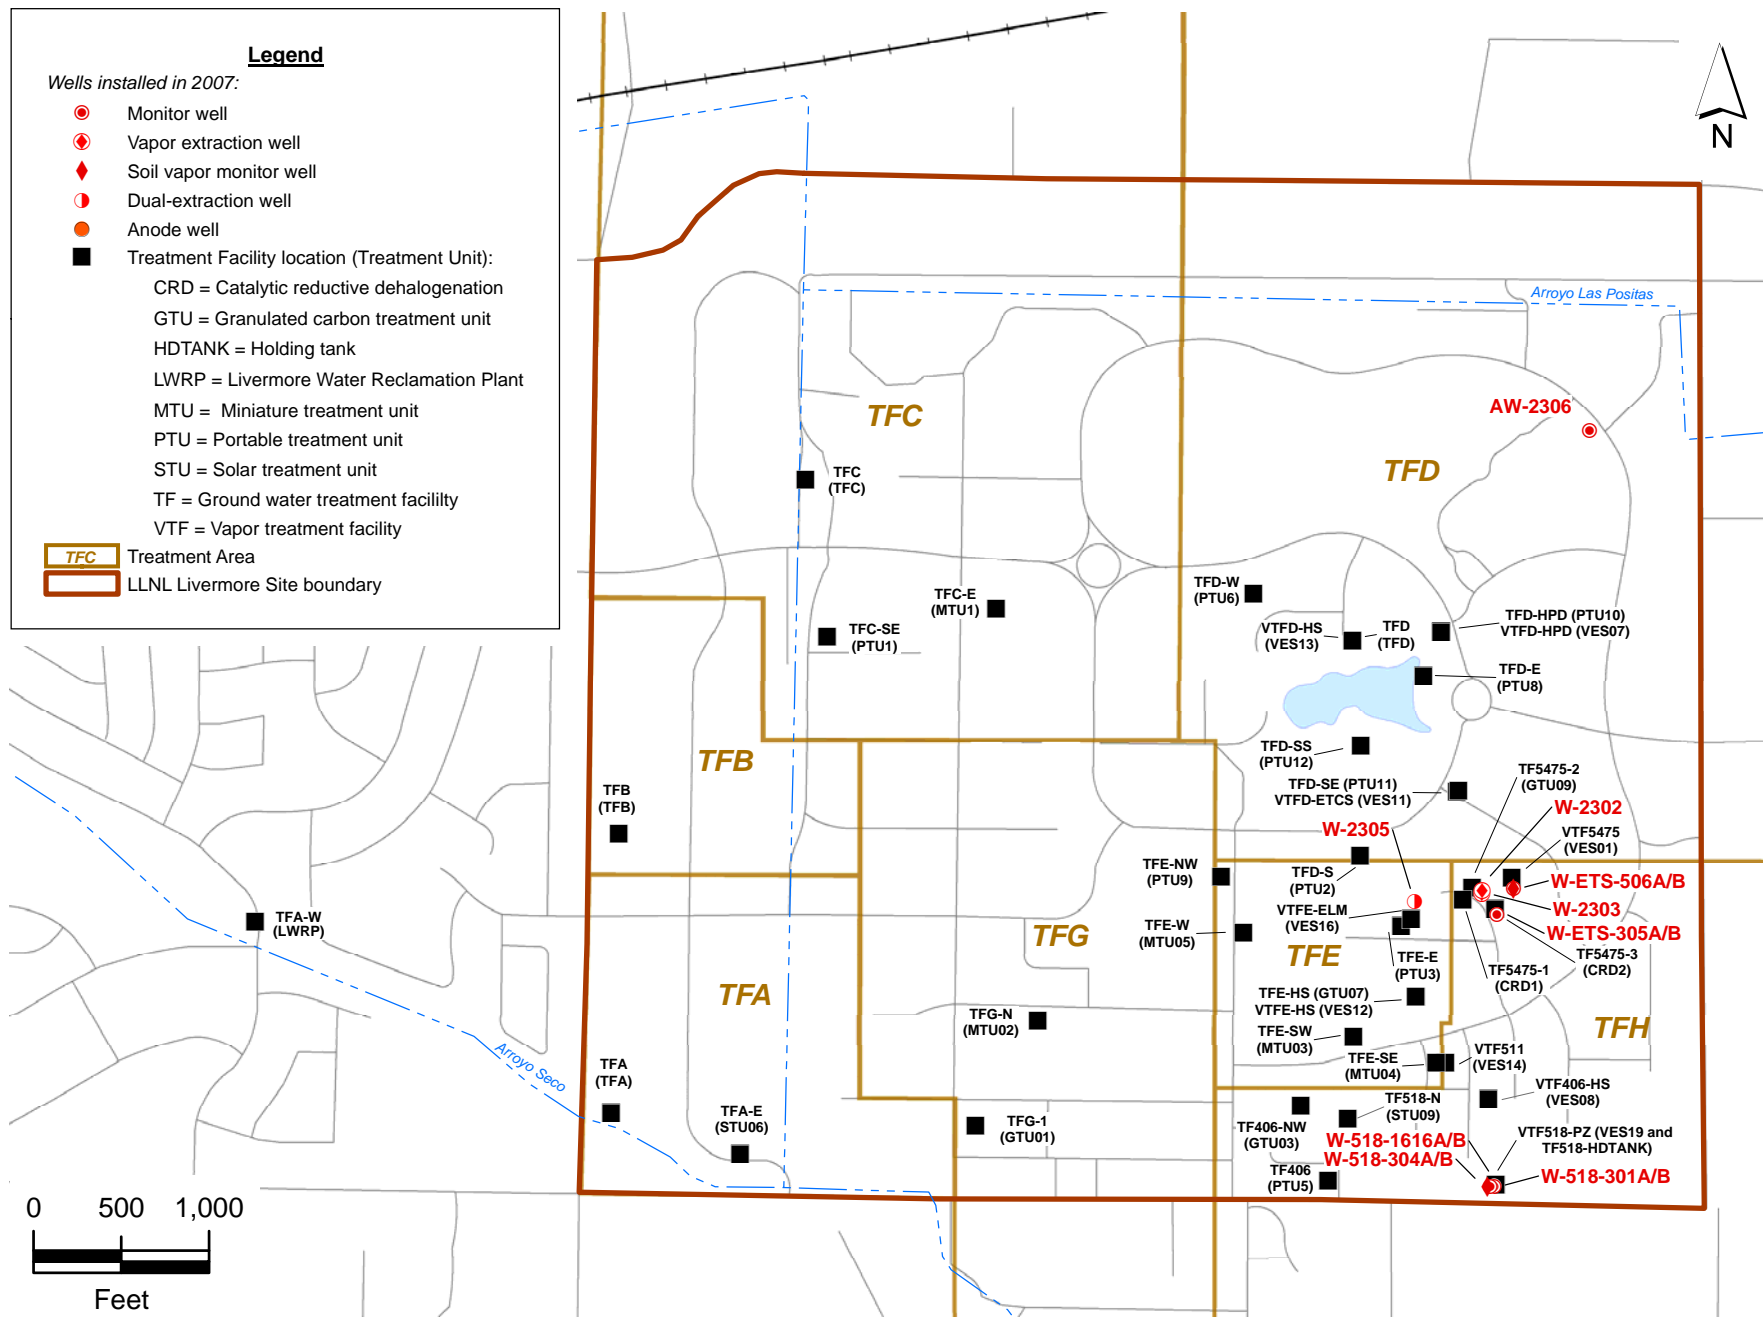 Legend
Wells installed in 2007:
Monitor well
Vapor extraction well
Soil vapor monitor well
Dual-extraction well
Anode well
Treatment Facility location (Treatment Unit):
CRD = Catalytic reductive dehalogenation
GTU = Granulated carbon treatment unit
HDTANK = Holding tank
LWRP = Livermore Water Reclamation Plant
MTU = Miniature treatment unit
PTU = Portable treatment unit
STU = Solar treatment unit
TF = Ground water treatment facililty
VTF = Vapor treatment facility
TFC Treatment Area
LLNL Livermore Site boundary
N
Arroyo Las Positas
AW-2306
TFC
TFD
TFC
(TFC)
TFD-W
(PTU6)
TFC-E
(MTU1)
TFC-SE
(PTU1)
VTFD-HS
(VES13)
TFD
(TFD)
TFD-HPD (PTU10)
VTFD-HPD (VES07)
TFD-E
(PTU8)
TFB
TFD-SS
(PTU12)
TFD-SE (PTU11)
VTFD-ETCS (VES11)
TF5475-2
(GTU09)
W-2302
TFB
(TFB)
W-2305
VTF5475
(VES01)
TFE-NW
(PTU9)
TFD-S
(PTU2)
W-ETS-506A/B
W-2303
TFA-W
(LWRP)
VTFE-ELM
(VES16)
TFE-W
(MTU05)
W-ETS-305A/B
TFG
TFE
TFE-E
(PTU3)
TF5475-3
(CRD2)
TF5475-1
(CRD1)
TFA
TFE-HS (GTU07)
VTFE-HS (VES12)
TFG-N
(MTU02)
TFH
TFE-SW
(MTU03)
Arroyo Seco
TFE-SE
(MTU04)
VTF511
(VES14)
TFA
(TFA)
VTF406-HS
(VES08)
TFA-E
(STU06)
TFG-1
(GTU01)
TF518-N
(STU09)
TF406-NW
(GTU03)
VTF518-PZ (VES19 and
TF518-HDTANK)
W-518-1616A/B
W-518-304A/B
TF406
(PTU5)
W-518-301A/B
0 500 1,000
Feet